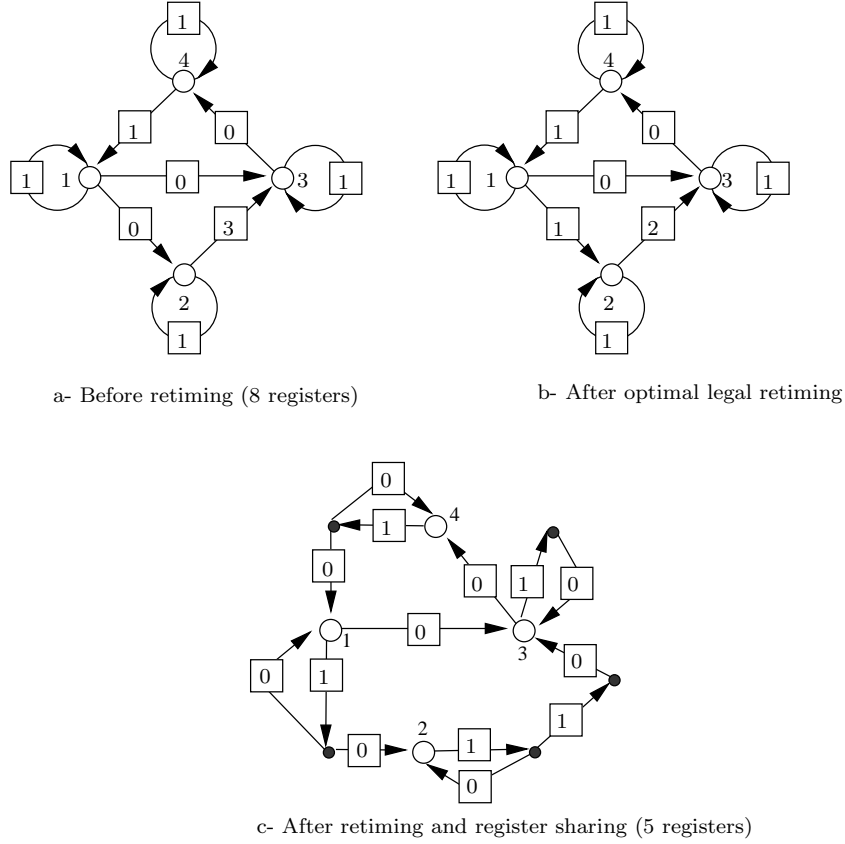 1 1
4 4
1 0 1 0
1 1 0 3 1 1 1 0 3 1
0 3 1 2
2 2
1 1
a- Before retiming (8 registers)
b- After optimal legal retiming
0
1 4
0 0 1 0
1 0 3
0 1 0
2 1
0 1
0
c- After retiming and register sharing (5 registers)